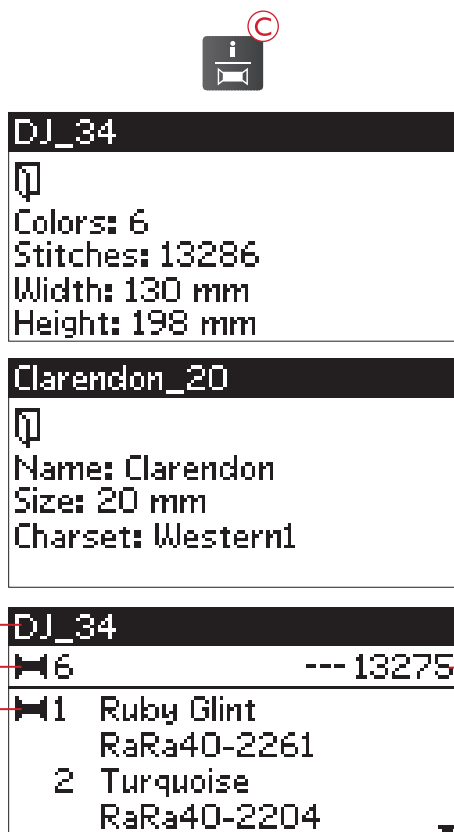 C
i
DJ_34
Colors: 6
Stitches: 13286
Width: 130 mm
Height: 198 mm
Clarendon_20
Name: Clarendon
Size: 20 mm
Charset: Western1
DJ_34
6 --- 13275
1 Ruby Glint
RaRa40-2261
2 Turquoise
RaRa40-2204